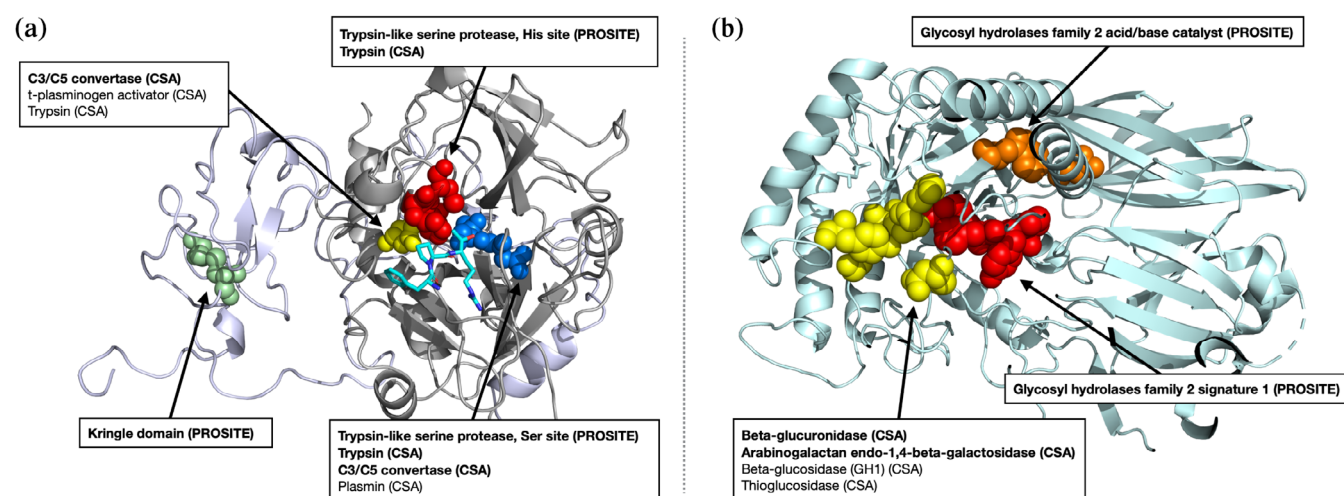 (a)
Trypsin-like serine protease, His site (PROSITE)
Trypsin (CSA)
C3/C5 convertase (CSA)
t-plasminogen activator (CSA)
Trypsin (CSA)
Kringle domain (PROSITE)
Trypsin-like serine protease, Ser site (PROSITE)
Trypsin (CSA)
C3/C5 convertase (CSA)
Plasmin (CSA)
(b)
Glycosyl hydrolases family 2 acid/base catalyst (PROSITE)
Glycosyl hydrolases family 2 signature 1 (PROSITE)
Beta-glucuronidase (CSA)
Arabinogalactan endo-1,4-beta-galactosidase (CSA)
Beta-glucosidase (GH1) (CSA)
Thioglucosidase (CSA)